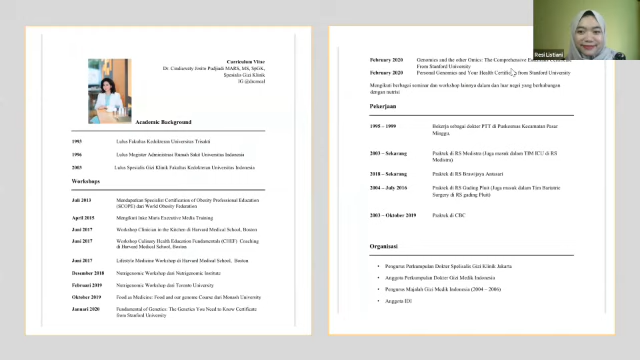 Curriculum Vitae
Dr. Cindiawaty Josito Pudjiadi MARS, MS, SpGK,
Spesialis Gizi Klinik
Academic Background
1993 Lulus Fakultas Kedokteran Universitas Trisakti
1996 Lulus Magister Administrasi Rumah Sakit Universitas Indonesia
2003 Lulus Spesialis Gizi Klinik Fakultas Kedokteran Universitas Indonesia
Workshops
Juli 2013 Mendapatkan Specialist Certification of Obesity Professional Education
(SCOPE) dari World Obesity Federation
April 2015 Mengikuti Intra Mitra Executive Media Training
Juni 2017 Workshop Clinician in the Kitchen di Harvard Medical School, Boston
Juni 2017 Workshop Culinary Health Education Fundamentals (CHEF) Coaching
di Harvard Medical School, Boston
Juni 2017 Lifestyle Medicine Workshop di Harvard Medical School, Boston
Desember 2018 Nutrigenomic Workshop dari Nutrigenomic Institute
Februari 2019 Nutrigenomic Workshop dari Toronto University
Oktober 2019 Food as Medicine: Food and our genome Course dari Monash University
Januari 2020 Fundamental of Genetics: The Genetics You Need to Know Certificate
from Stanford University
February 2020 Genomics and the other Omics: The Comprehensive
From Stanford University
February 2020 Personal Genomics and Your Health Certificate from Stanford University
Mengikuti berbagai seminar dan workshop lainnya dalam dan luar negri yang berhubungan
dengan nutrisi
Pekerjaan
1995 – 1999 Bekerja sebagai dokter PTT di Puskesmas Kecamatan Pasar
Minggu
2003 – Sekarang Praktek di RS Medistra (Juga masuk dalam TIM ICU di RS
Medistra)
2018 – Sekarang Praktek di RS Brawijaya Antasari
2004 – July 2016 Praktek di RS Gading Pluit (Juga masuk dalam Tim Bariatric
Surgery di RS gading Pluit)
2003 – Oktober 2019 Praktek di CBC
Organisasi
• Pengurus Perkumpulan Dokter Spesialis Gizi Klinik Jakarta
• Anggota Perkumpulan Dokter Gizi Medik Indonesia
• Pengurus Majalah Gizi Medik Indonesia (2004 – 2006)
• Anggota IDI
Resi Listiani